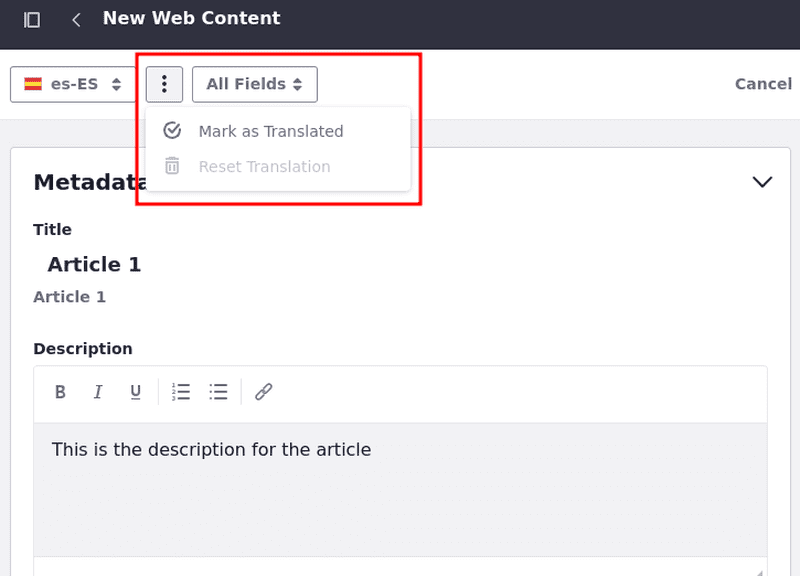 New Web Content
es-ES
All Fields
Cancel
Mark as Translated
Reset Translation
Metadata
Title
Article 1
Article 1
Description
B I U
This is the description for the article